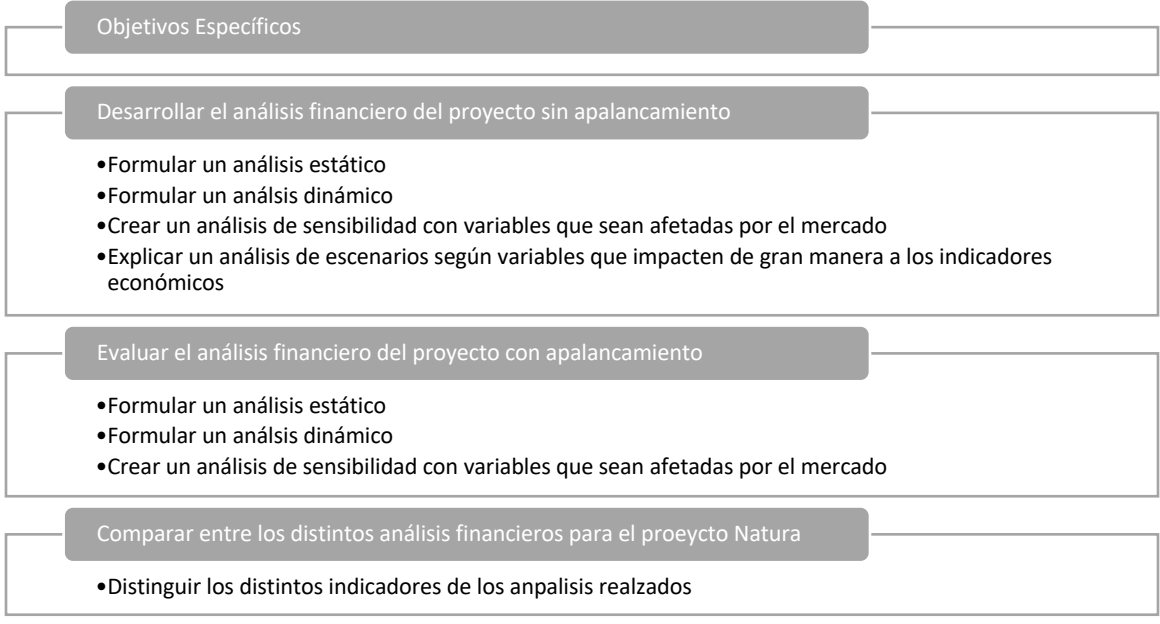 Objetivos Específicos
Desarrollar el análisis financiero del proyecto sin apalancamiento
•Formular un análisis estático
•Formular un análsis dinámico
•Crear un análisis de sensibilidad con variables que sean afetadas por el mercado
•Explicar un análisis de escenarios según variables que impacten de gran manera a los indicadores
económicos
Evaluar el análisis financiero del proyecto con apalancamiento
•Formular un análisis estático
•Formular un análsis dinámico
•Crear un análisis de sensibilidad con variables que sean afetadas por el mercado
Comparar entre los distintos análisis financieros para el proeycto Natura
•Distinguir los distintos indicadores de los anpalisis realzados